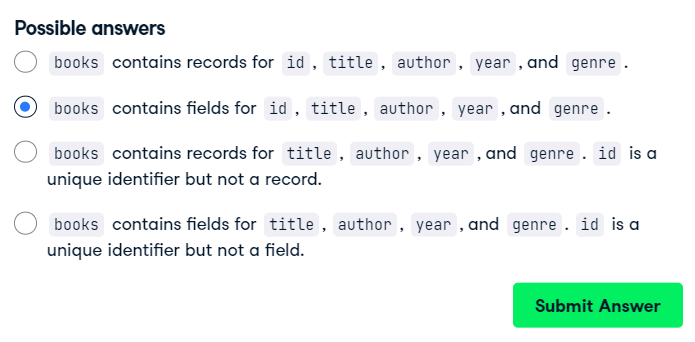 Possible answers
books contains records for id, title, author, year, and genre.
books contains fields for id, title, author, year, and genre.
books contains records for title, author, year, and genre. id is a
unique identifier but not a record.
books contains fields for title, author, year, and genre. id is a
unique identifier but not a field.
Submit Answer